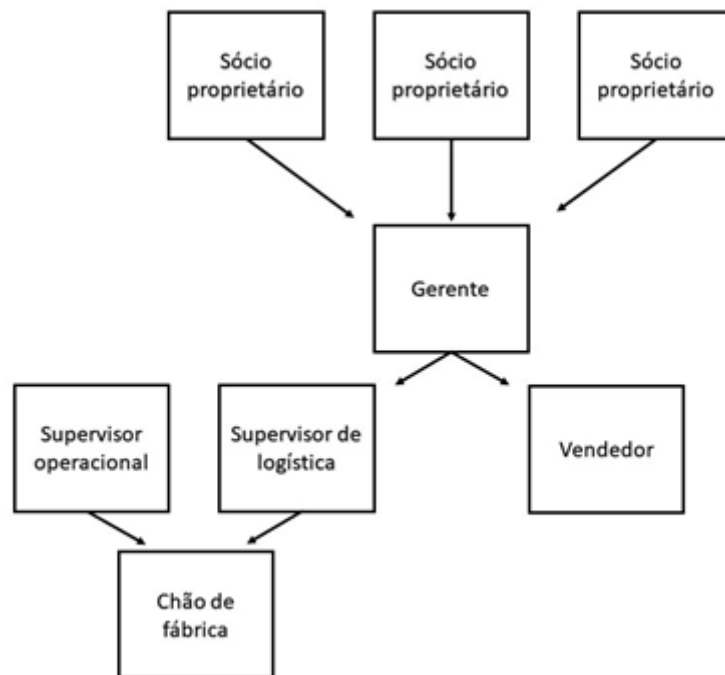 Sócio
proprietário
Sócio
proprietário
Sócio
proprietário
Gerente
Supervisor
operacional
Supervisor de
logística
Vendedor
Chão de
fábrica